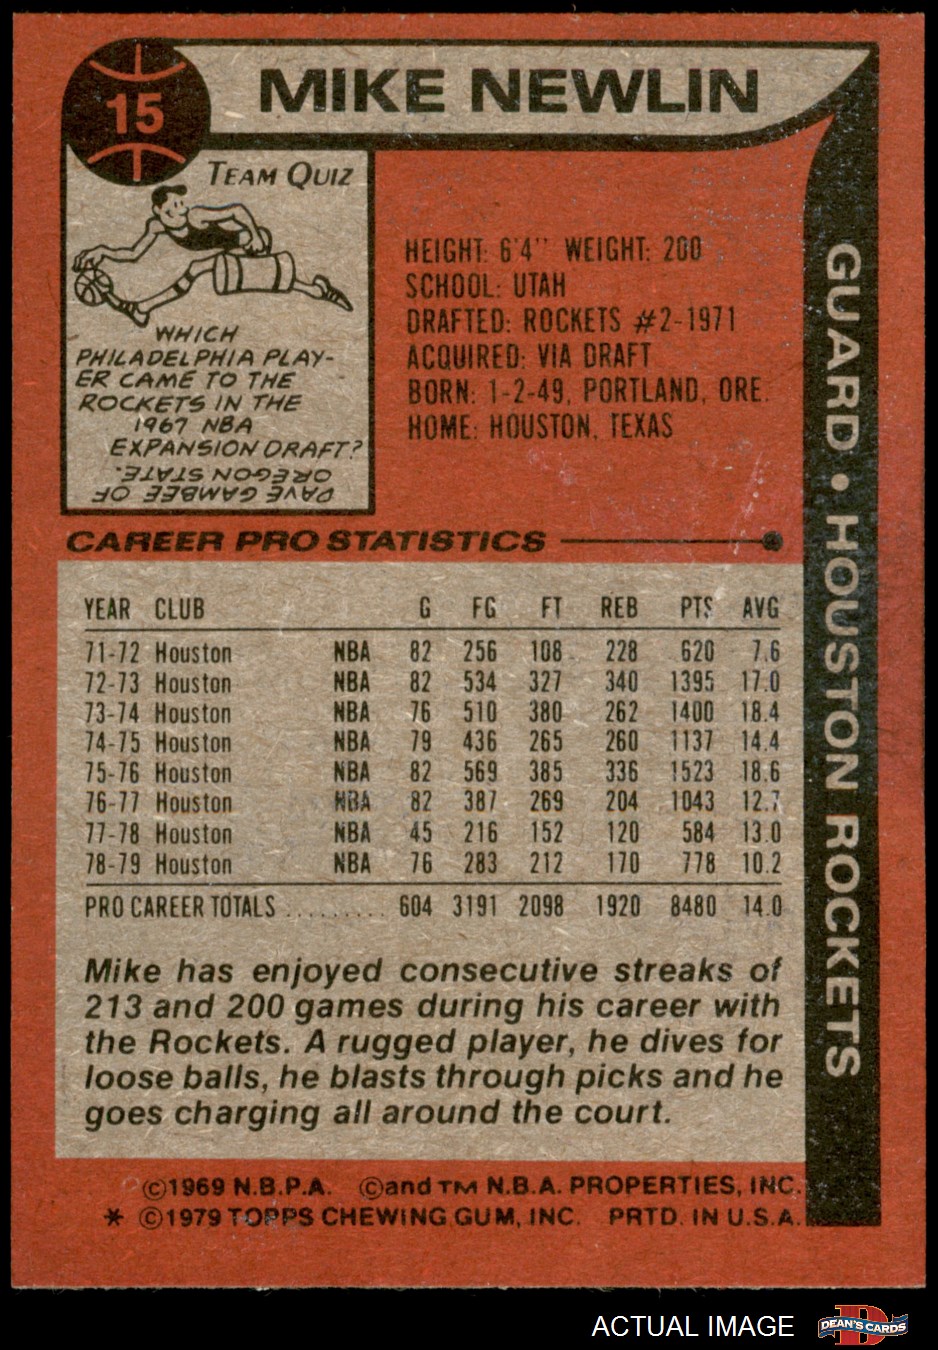 15
MIKE NEWLIN
TEAM QUIZ
WHICH
PHILADELPHIA PLAY-
ER CAME TO THE
ROCKETS IN THE
1967 NBA
EXPANSION DRAFT?
DAVE GAMBEE OF
OREGON STATE.
HEIGHT: 6'4" WEIGHT: 200
SCHOOL: UTAH
DRAFTED: ROCKETS #2-1971
ACQUIRED: VIA DRAFT
BORN: 1-2-49, PORTLAND, ORE.
HOME: HOUSTON, TEXAS
GUARD • HOUSTON ROCKETS
CAREER PRO STATISTICS
YEAR CLUB G FG FT REB PTS AVG
71-72 Houston NBA 82 256 108 228 620 7.6
72-73 Houston NBA 82 534 327 340 1395 17.0
73-74 Houston NBA 76 510 380 262 1400 18.4
74-75 Houston NBA 79 436 265 260 1137 14.4
75-76 Houston NBA 82 569 385 336 1523 18.6
76-77 Houston NBA 82 387 269 204 1043 12.7
77-78 Houston NBA 45 216 152 120 584 13.0
78-79 Houston NBA 76 283 212 170 778 10.2
PRO CAREER TOTALS .......... 604 3191 2098 1920 8480 14.0
Mike has enjoyed consecutive streaks of
213 and 200 games during his career with
the Rockets. A rugged player, he dives for
loose balls, he blasts through picks and he
goes charging all around the court.
©1969 N.B.P.A. ©and TM N.B.A. PROPERTIES, INC.
* ©1979 TOPPS CHEWING GUM, INC. PRTD. IN U.S.A.
ACTUAL IMAGE
D
DEAN'S CARDS